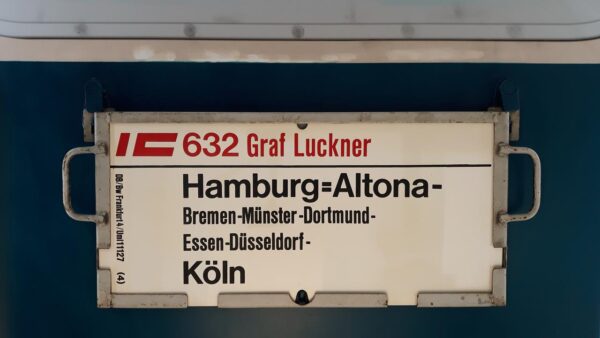 IC 632 Graf Luckner
Hamburg=Altona-
Bremen-Münster-Dortmund-
Essen-Düsseldorf-
Köln